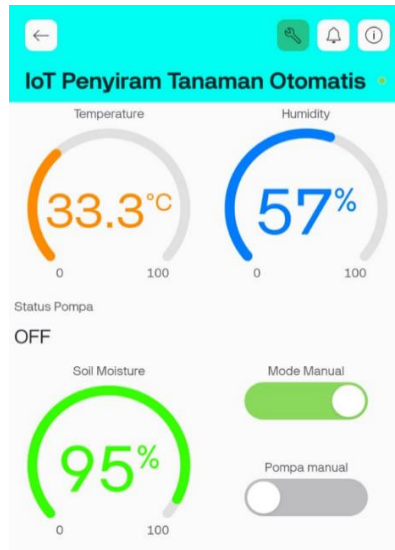 IoT Penyiram Tanaman Otomatis
Temperature
Humidity
33.3°C
57%
0
100
0
100
Status Pompa
OFF
Soil Moisture
Mode Manual
95%
Pompa manual
0
100